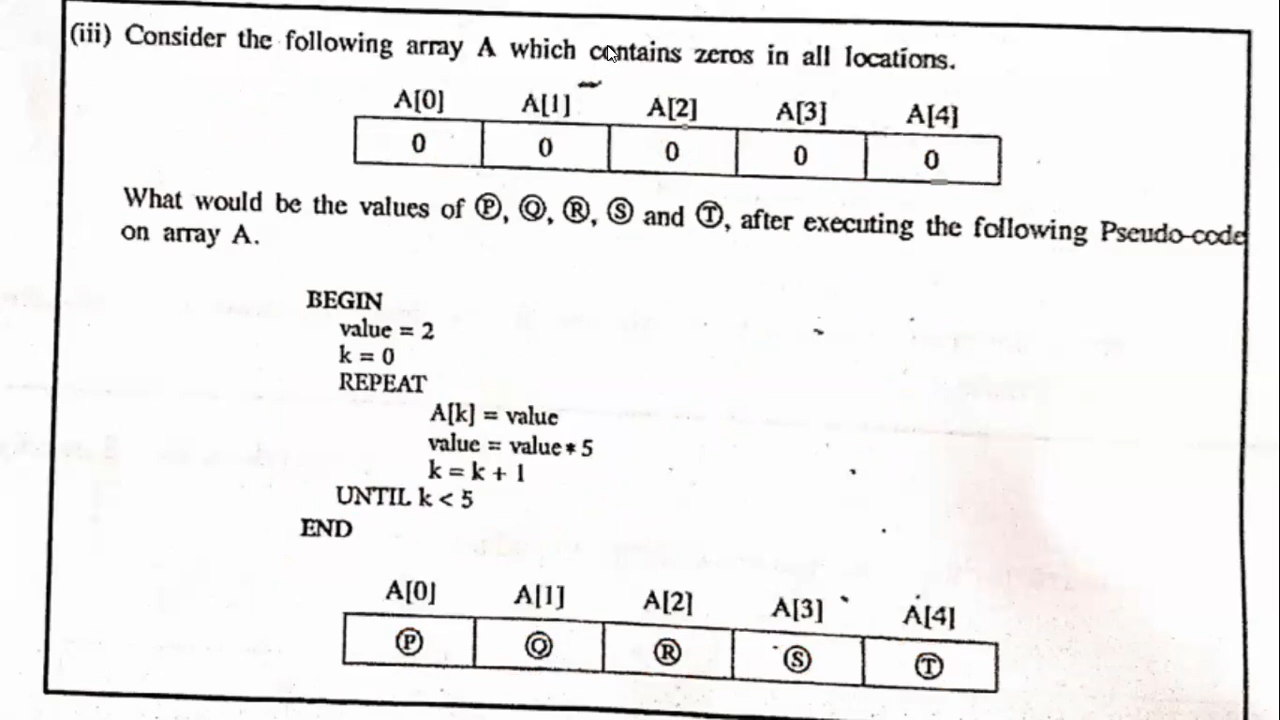 (iii) Consider the following array A which contains zeros in all locations.
A[0] A[1] A[2] A[3] A[4]
0 0 0 0 0
What would be the values of Ⓟ, Ⓠ, Ⓡ, Ⓢ and Ⓣ, after executing the following Pseudo-code
on array A.
BEGIN
value = 2
k = 0
REPEAT
A[k] = value
value = value * 5
k = k + 1
UNTIL k < 5
END
A[0] A[1] A[2] A[3] A[4]
Ⓟ Ⓠ Ⓡ Ⓢ Ⓣ